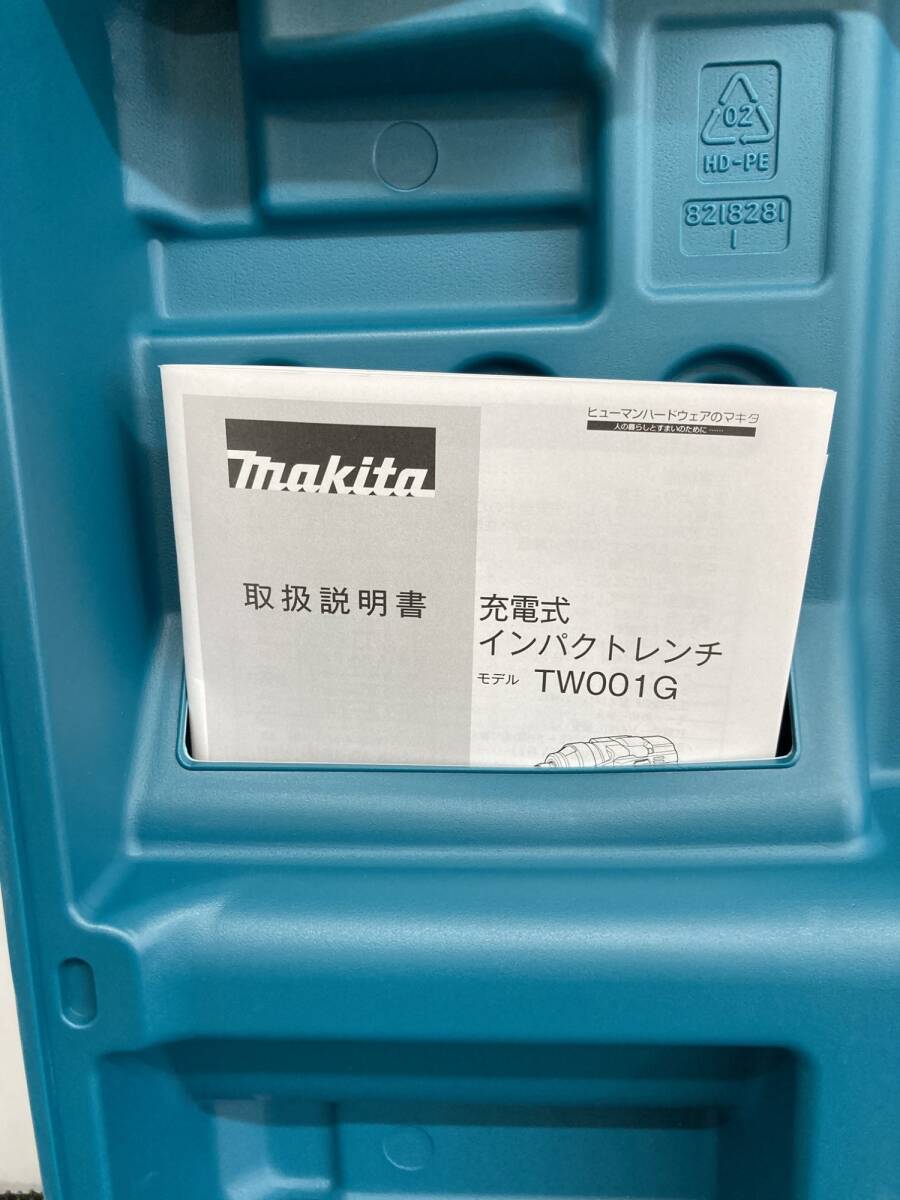 02
HD-PE
8218281
1
ヒューマンハードウェアのマキタ
人の暮らしとすまいのために……
makita
取扱説明書
充電式
インパクトレンチ
モデル TW001G